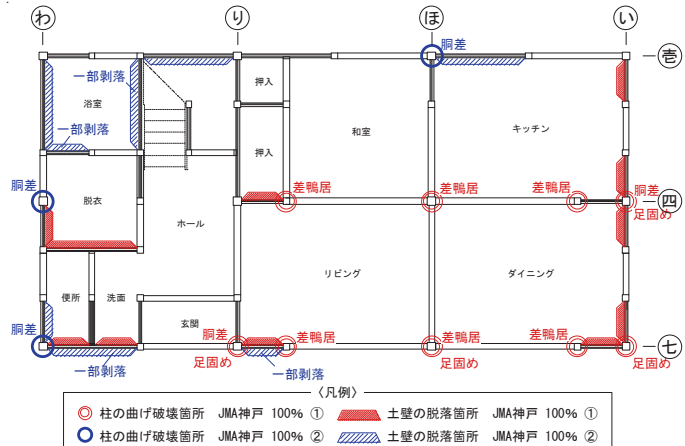 わ り ほ い
胴差 壱
一部剥落 押入
浴室 和室 キッチン
一部剥落 押入
胴差 差鴨居 差鴨居 差鴨居 胴差
四
脱衣 足固め
ホール
リビング ダイニング
便所 洗面
玄関
胴差 胴差 差鴨居 差鴨居 差鴨居
七
足固め 足固め 足固め
一部剥落 一部剥落
〈凡例〉
柱の曲げ破壊箇所 JMA神戸 100% ① 土壁の脱落箇所 JMA神戸 100% ①
柱の曲げ破壊箇所 JMA神戸 100% ② 土壁の脱落箇所 JMA神戸 100% ②